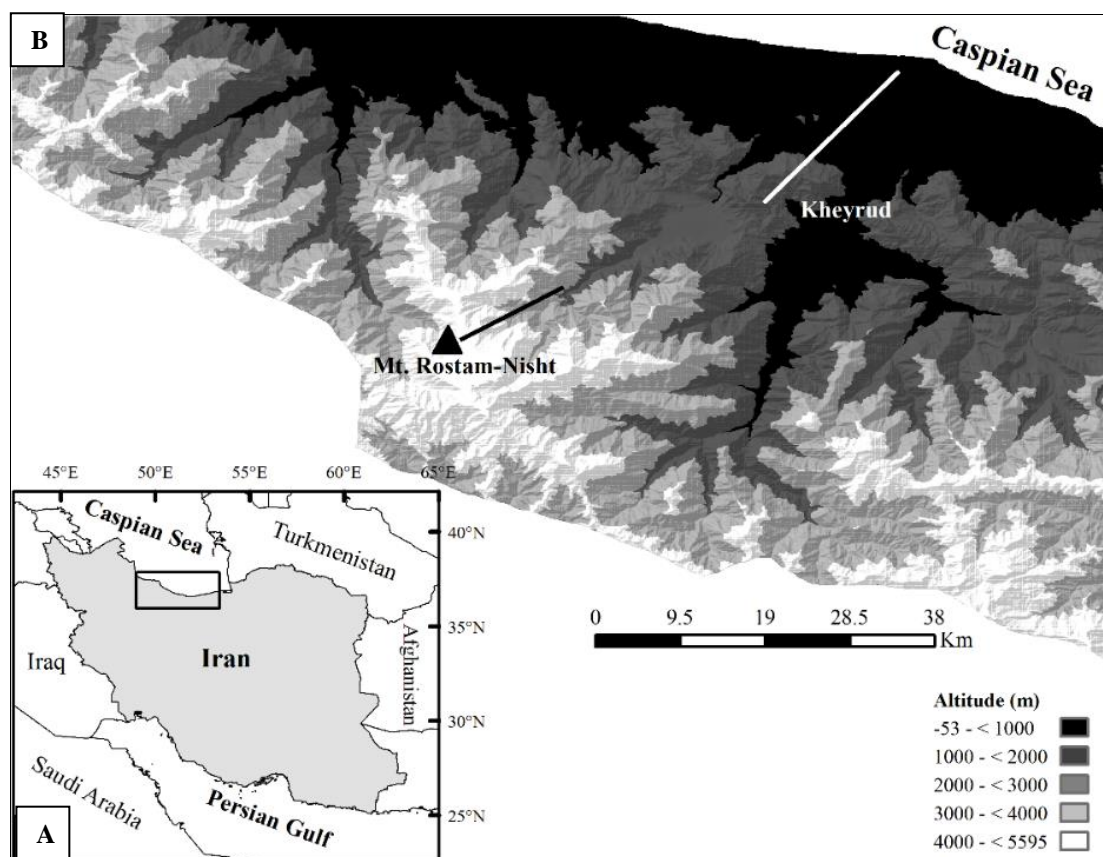 B
Caspian Sea
Kheyrud
Mt. Rostam-Nisht
45°E 50°E 55°E 60°E 65°E
Caspian Sea
Turkmenistan
40°N
Iraq
Iran
Afghanistan
35°N
30°N
Saudi Arabia
Persian Gulf
25°N
A
0 9.5 19 28.5 38
Km
Altitude (m)
-53 - < 1000
1000 - < 2000
2000 - < 3000
3000 - < 4000
4000 - < 5595